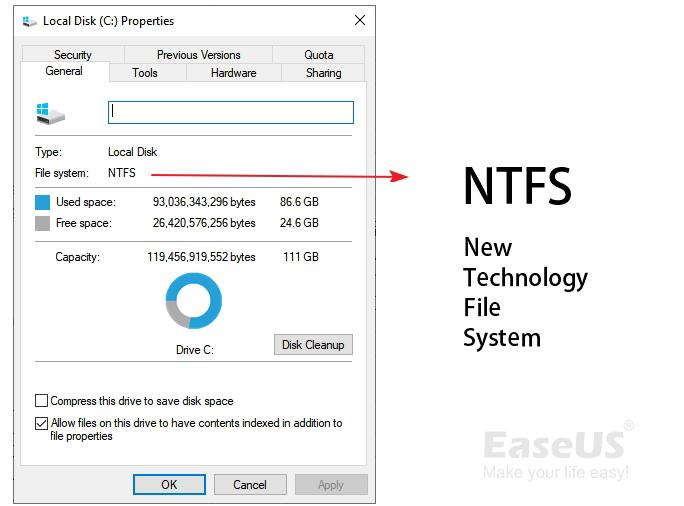 Local Disk (C:) Properties
Security Previous Versions Quota
General Tools Hardware Sharing
Type: Local Disk
File system: NTFS
Used space: 93,036,343,296 bytes 86.6 GB
Free space: 26,420,576,256 bytes 24.6 GB
Capacity: 119,456,919,552 bytes 111 GB
Drive C:
Disk Cleanup
Compress this drive to save disk space
Allow files on this drive to have contents indexed in addition to
file properties
OK Cancel Apply
NTFS
New
Technology
File
System
EaseUS®
Make your life easy!